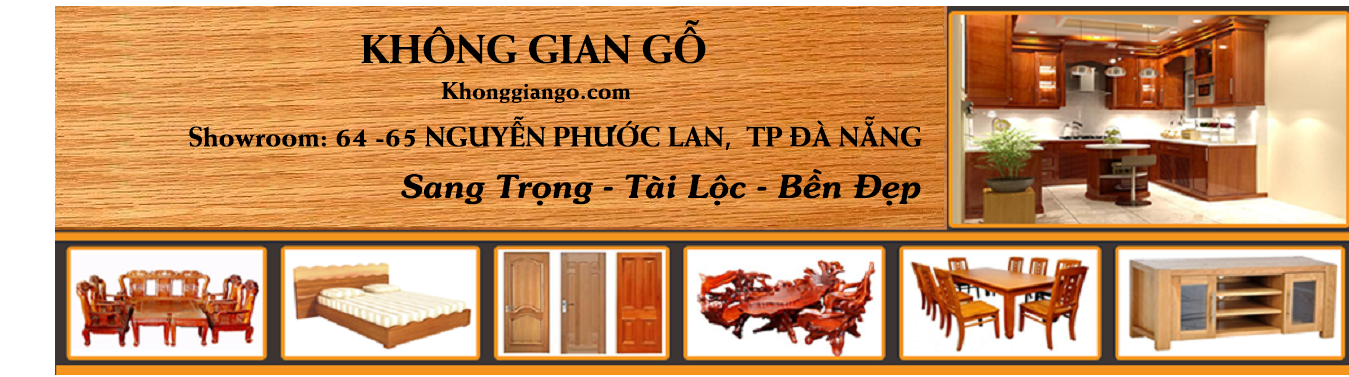 KHÔNG GIAN GỖ
Khonggiango.com
Showroom: 64 -65 NGUYỄN PHƯỚC LAN, TP ĐÀ NẴNG
Sang Trọng - Tài Lộc - Bền Đẹp